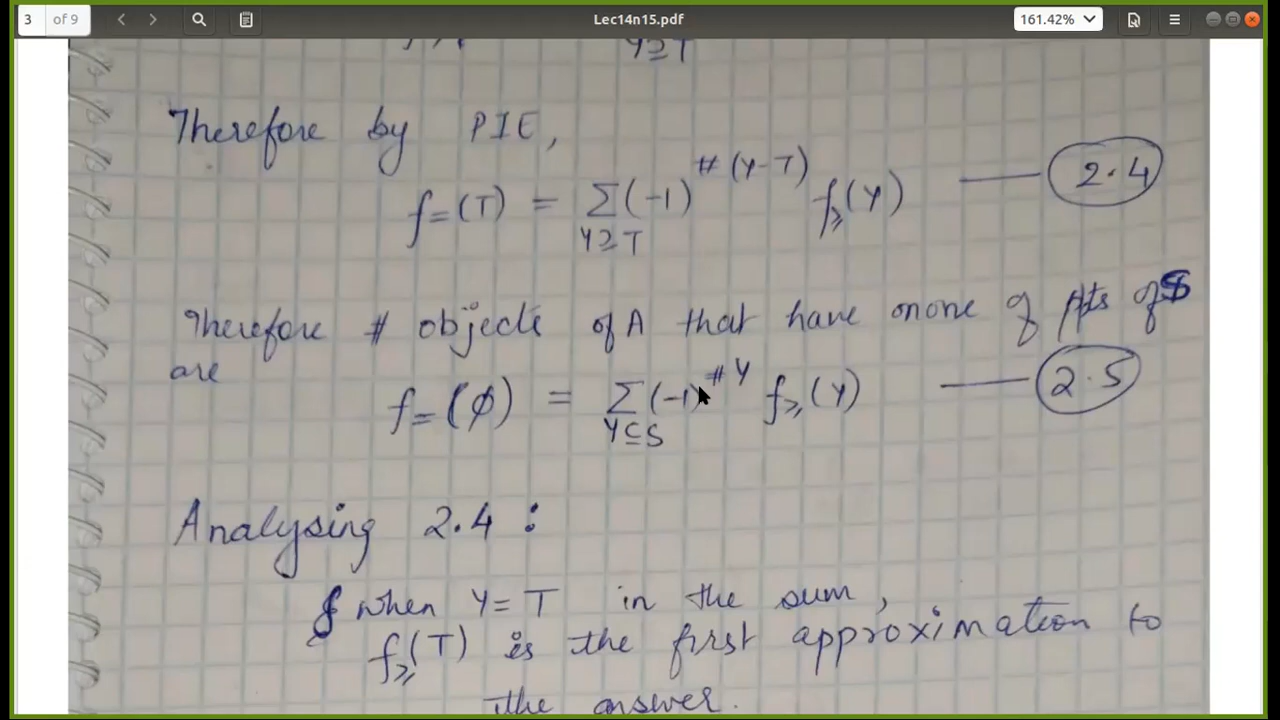 3 of 9 Lec14n15.pdf 161.42%
Y⊇T
Therefore by PIE,
f=(T) = Σ(-1)^#(Y-T) f≥(Y) —— 2.4
Y⊇T
Therefore # objects of A that have none of ppts of S
are
f=(φ) = Σ(-1)^#Y f≥(Y) —— 2.5
Y⊆S
Analysing 2.4 :
when Y=T in the sum,
f≥(T) is the first approximation to
the answer.